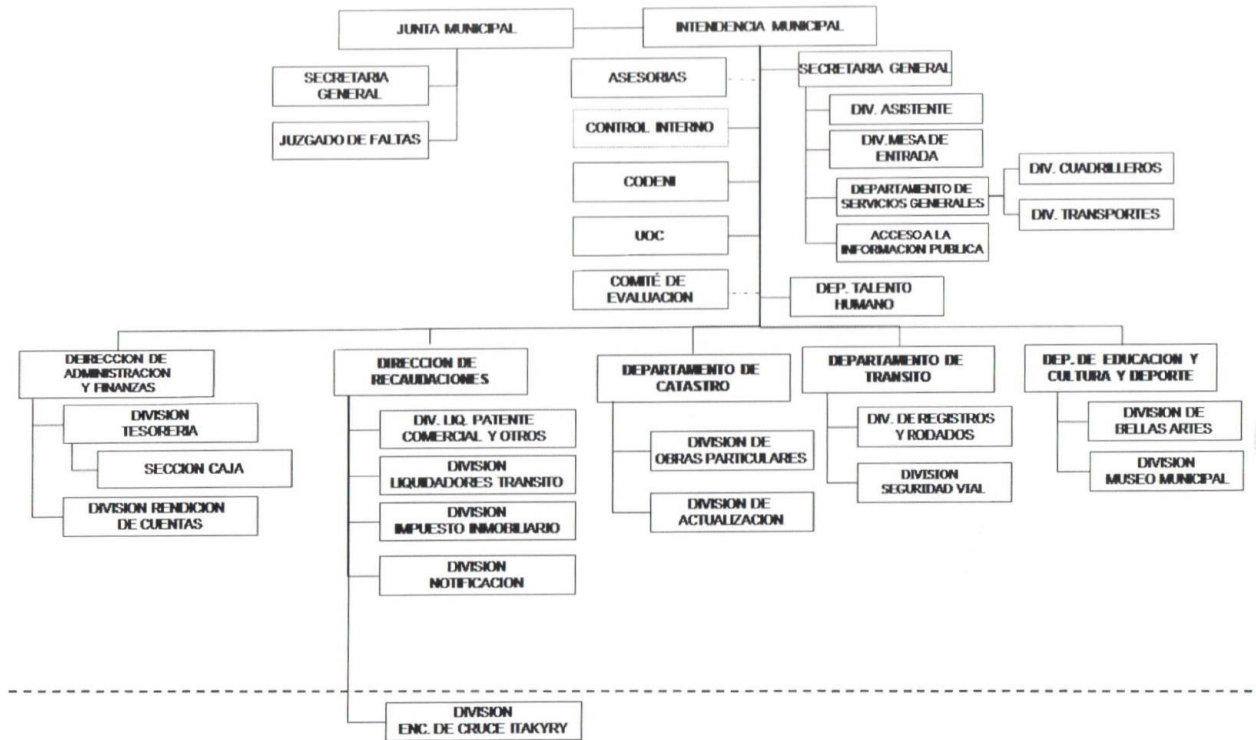 JUNTA MUNICIPAL
INTENDENCIA MUNICIPAL
SECRETARIA
GENERAL
JUZGADO DE FALTAS
ASESORIAS
CONTROL INTERNO
CODENI
UOC
COMITÉ DE
EVALUACION
SECRETARIA GENERAL
DIV. ASISTENTE
DIV.MESA DE
ENTRADA
DEPARTAMENTO DE
SERVICIOS GENERALES
ACCESO A LA
INFORMACION PUBLICA
DIV. CUADRILLEROS
DIV. TRANSPORTES
DEP. TALENTO
HUMANO
DEIRECCION DE
ADMINISTRACION
Y FINANZAS
DIVISION
TESORERIA
SECCION CAJA
DIVISION RENDICION
DE CUENTAS
DIRECCION DE
RECAUDACIONES
DIV. LIQ. PATENTE
COMERCIAL Y OTROS
DIVISION
LIQUIDADORES TRANSITO
DIVISION
IMPUESTO INMOBILIARIO
DIVISION
NOTIFICACION
DIVISION
ENC. DE CRUCE ITAKYRY
DEPARTAMENTO DE
CATASTRO
DIVISION DE
OBRAS PARTICULARES
DIVISION DE
ACTUALIZACION
DEPARTAMENTO DE
TRANSITO
DIV. DE REGISTROS
Y RODADOS
DIVISION
SEGURIDAD VIAL
DEP. DE EDUCACION Y
CULTURA Y DEPORTE
DIVISION DE
BELLAS ARTES
DIVISION
MUSEO MUNICIPAL